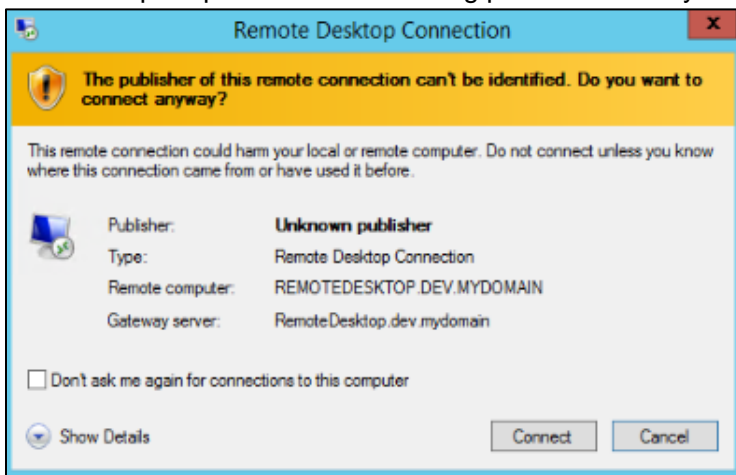 Remote Desktop Connection
x
The publisher of this remote connection can't be identified. Do you want to
connect anyway?
This remote connection could harm your local or remote computer. Do not connect unless you know
where this connection came from or have used it before.
Publisher: Unknown publisher
Type: Remote Desktop Connection
Remote computer: REMOTEDESKTOP.DEV.MYDOMAIN
Gateway server: RemoteDesktop.dev.mydomain
Don't ask me again for connections to this computer
Show Details Connect Cancel